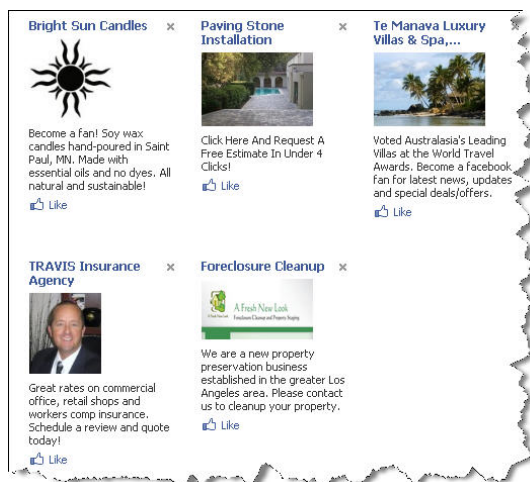 Bright Sun Candles
Become a fan! Soy wax
candles hand-poured in Saint
Paul, MN. Made with
essential oils and no dyes. All
natural and sustainable!
Like
Paving Stone
Installation
Click Here And Request A
Free Estimate In Under 4
Clicks!
Like
Te Manava Luxury
Villas & Spa,...
Voted Australasia's Leading
Villas at the World Travel
Awards. Become a facebook
fan for latest news, updates
and special deals/offers.
Like
TRAVIS Insurance
Agency
Great rates on commercial
office, retail shops and
workers comp insurance.
Schedule a review and quote
today!
Like
Foreclosure Cleanup
A Fresh New Look
Foreclosure Cleanup and Property Staging
We are a new property
preservation business
established in the greater Los
Angeles area. Please contact
us to cleanup your property.
Like